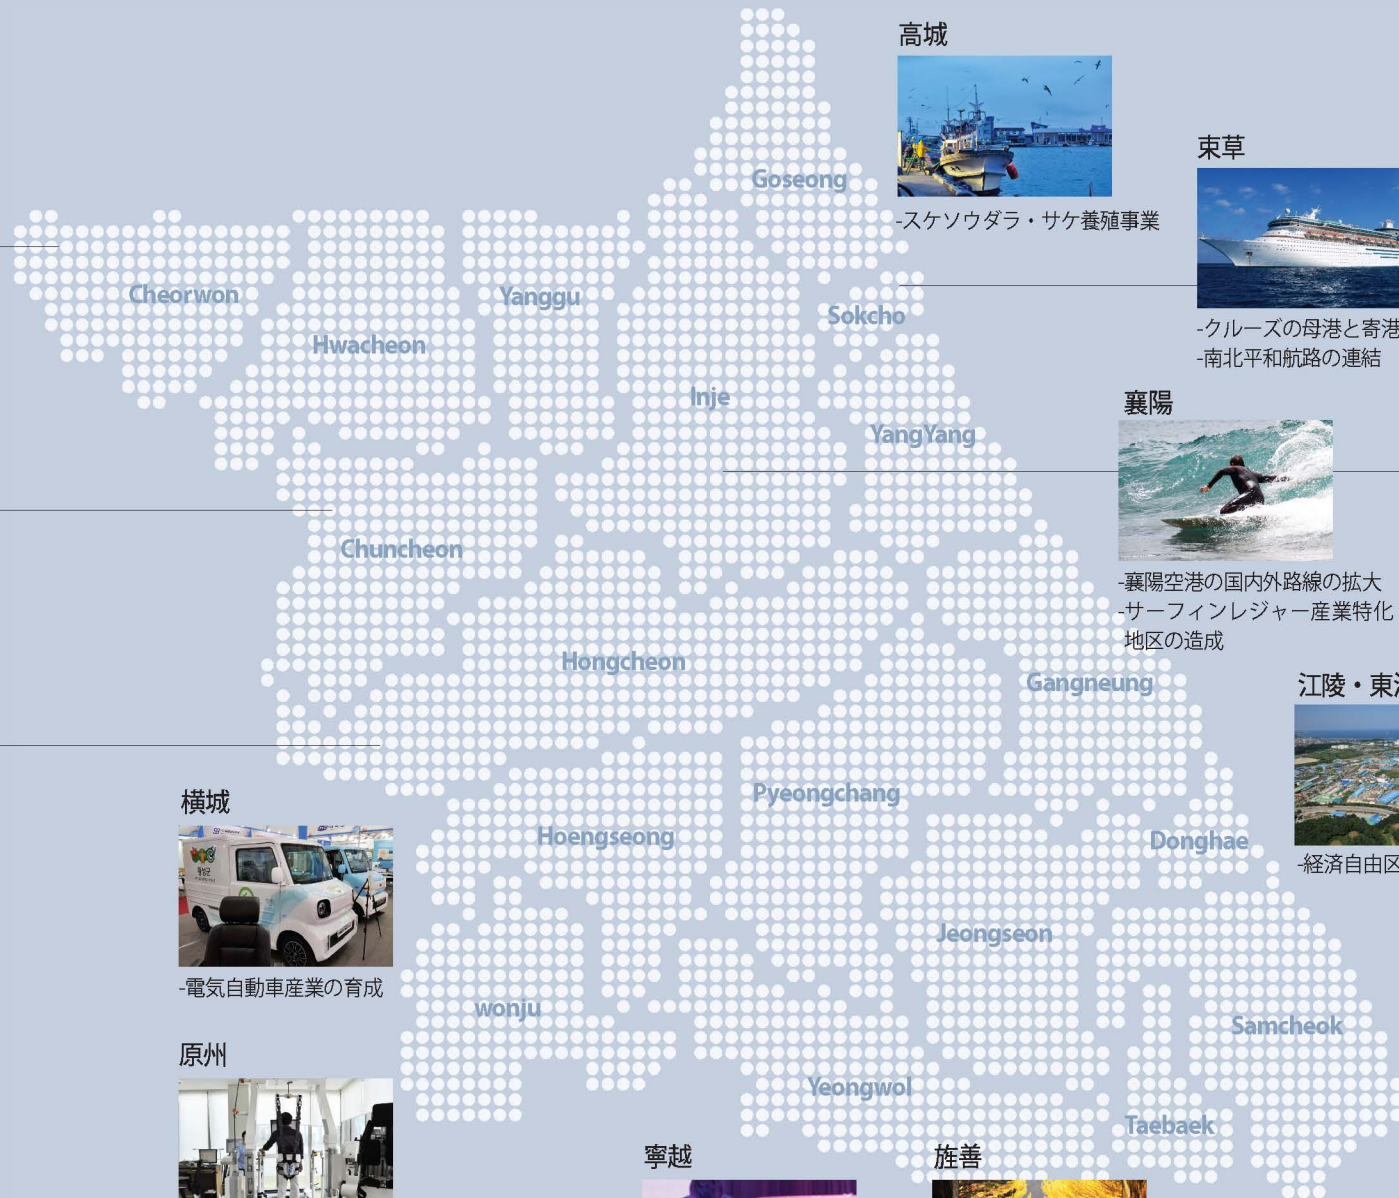 高城
Goseong
-スケソウダラ・サケ養殖事業
束草
-クルーズの母港と寄港
-南北平和航路の連結
Cheorwon
Yanggu
Sokcho
Hwacheon
Inje
YangYang
襄陽
-襄陽空港の国内外路線の拡大
-サーフィンレジャー産業特化
地区の造成
Chuncheon
Hongcheon
Gangneung
江陵・東海
-経済自由区
Pyeongchang
Hoengseong
Donghae
横城
횡성군
-電気自動車産業の育成
Jeongseon
wonju
Samcheok
原州
Yeongwol
Taebaek
寧越
旌善